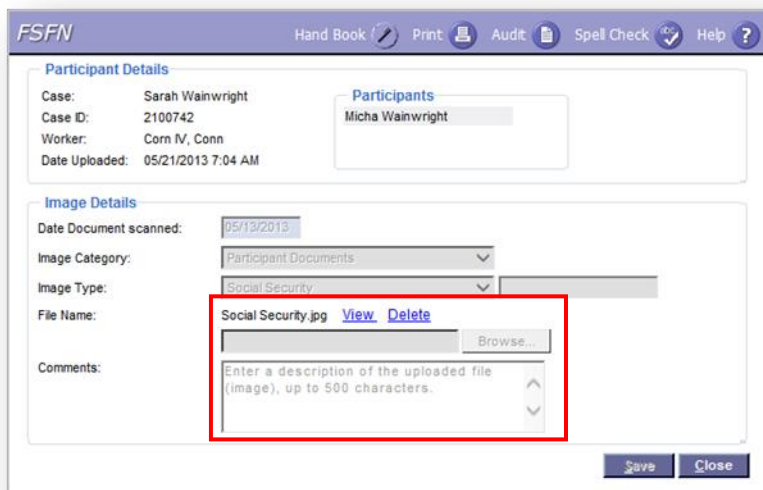 FSFN Hand Book Print Audit Spell Check abc Help ?
Participant Details
Case: Sarah Wainwright
Case ID: 2100742
Worker: Corn IV, Conn
Date Uploaded: 05/21/2013 7:04 AM
Participants
Micha Wainwright
Image Details
Date Document scanned: 05/13/2013
Image Category: Participant Documents
Image Type: Social Security
File Name: Social Security.jpg View Delete
Browse...
Comments: Enter a description of the uploaded file
(image), up to 500 characters.
Save Close